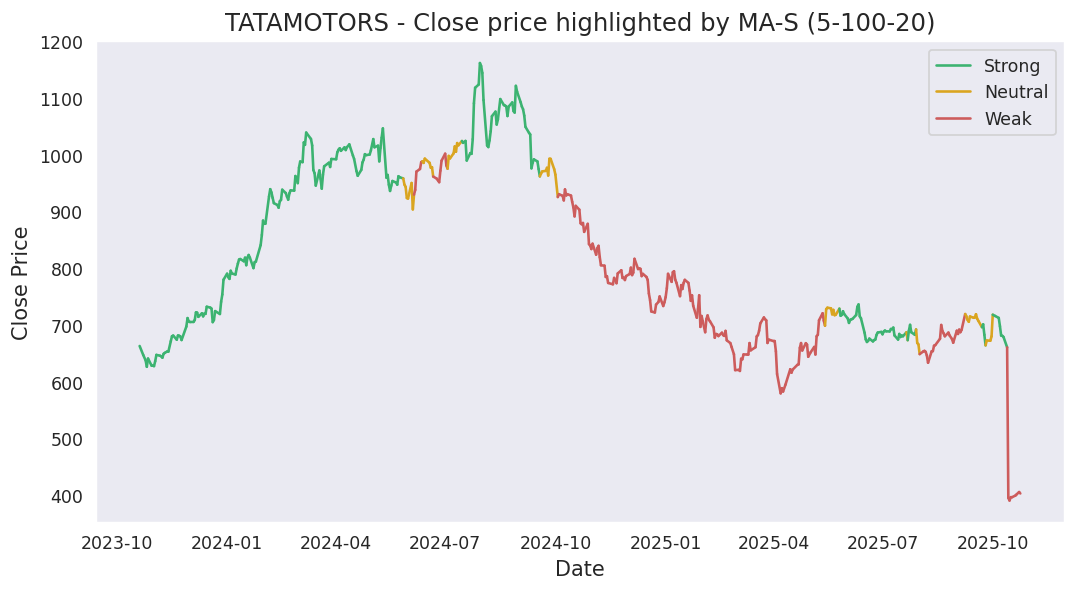 TATAMOTORS - Close price highlighted by MA-S (5-100-20)
Strong
Neutral
Weak
Close Price
1200
1100
1000
900
800
700
600
500
400
2023-10 2024-01 2024-04 2024-07 2024-10 2025-01 2025-04 2025-07 2025-10
Date